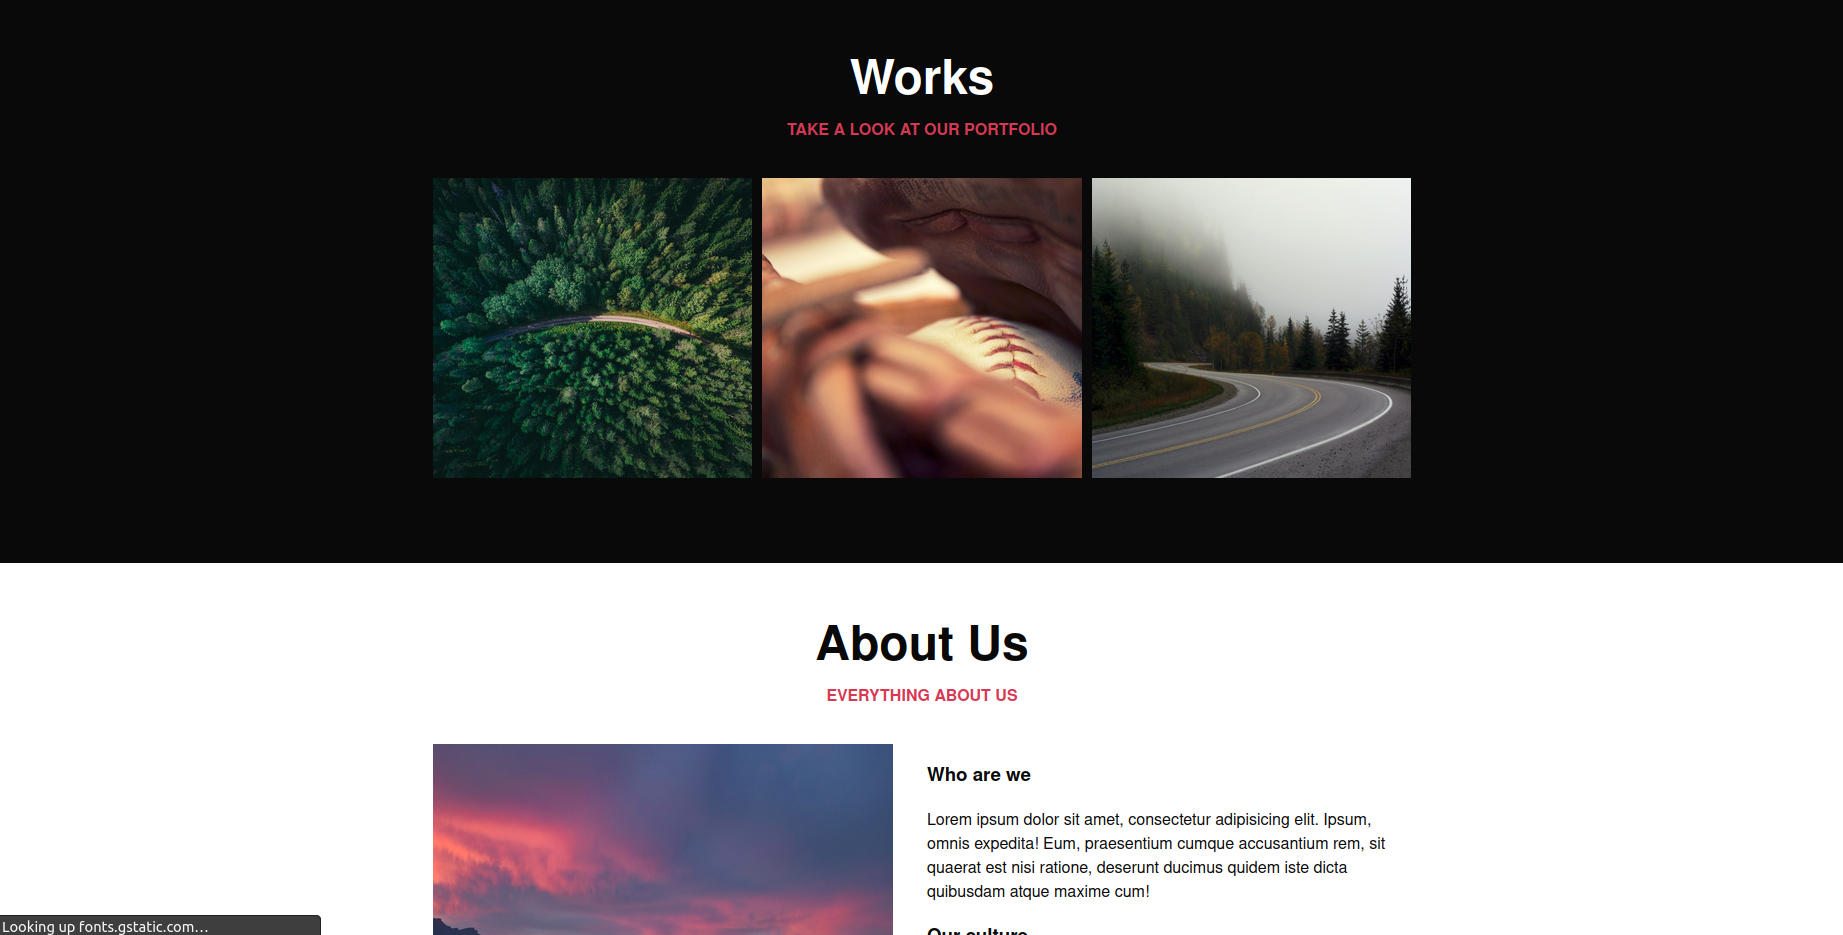 Works
TAKE A LOOK AT OUR PORTFOLIO
About Us
EVERYTHING ABOUT US
Who are we
Lorem ipsum dolor sit amet, consectetur adipisicing elit. Ipsum,
omnis expedita! Eum, praesentium cumque accusantium rem, sit
quaerat est nisi ratione, deserunt ducimus quidem iste dicta
quibusdam atque maxime cum!
Our culture
Looking up fonts.gstatic.com…